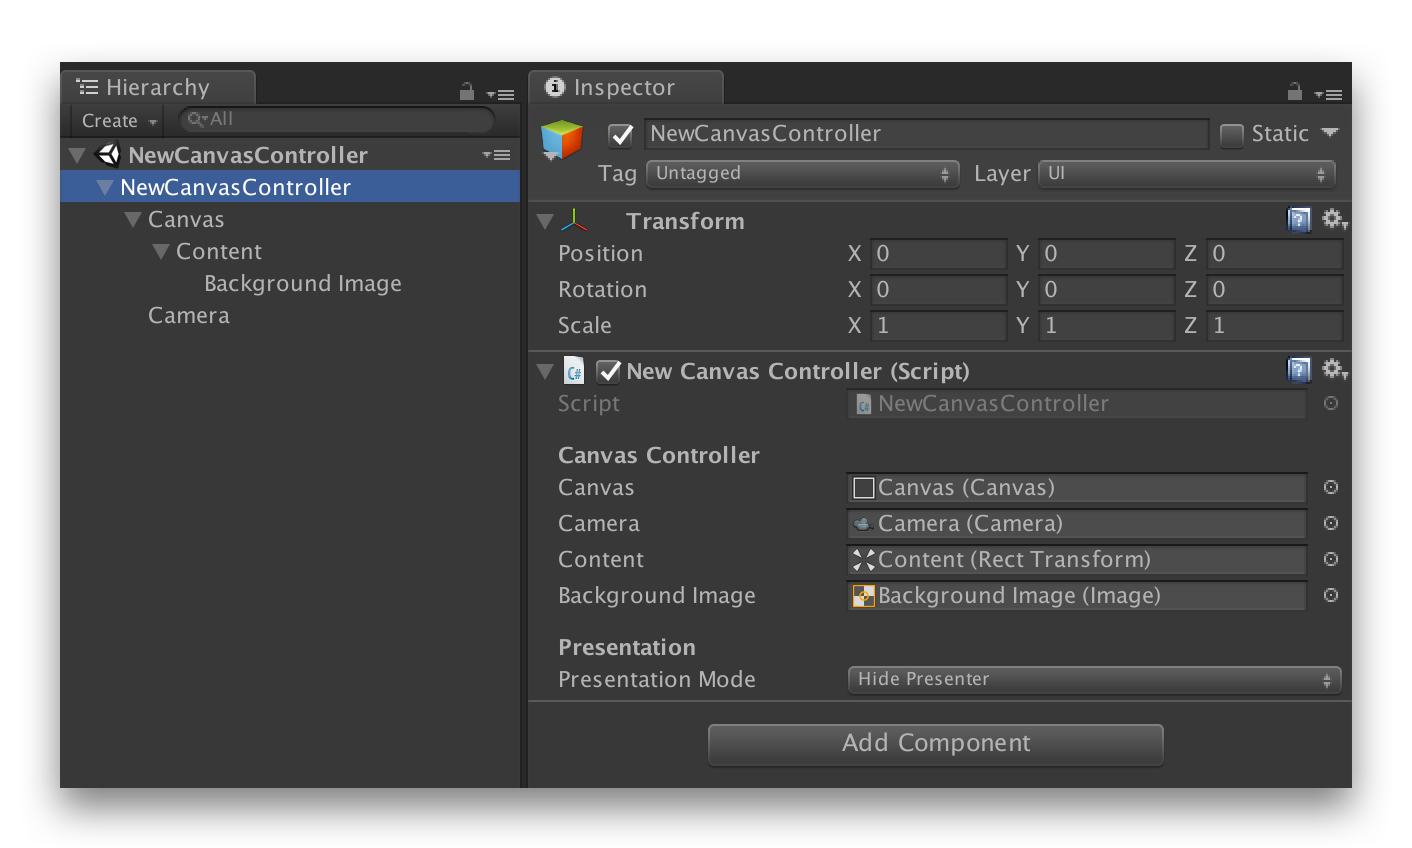 Hierarchy
Create All
NewCanvasController
NewCanvasController
Canvas
Content
Background Image
Camera
Inspector
NewCanvasController Static
Tag Untagged Layer UI
Transform
Position X 0 Y 0 Z 0
Rotation X 0 Y 0 Z 0
Scale X 1 Y 1 Z 1
C# New Canvas Controller (Script)
Script C# NewCanvasController
Canvas Controller
Canvas Canvas (Canvas)
Camera Camera (Camera)
Content Content (Rect Transform)
Background Image Background Image (Image)
Presentation
Presentation Mode Hide Presenter
Add Component